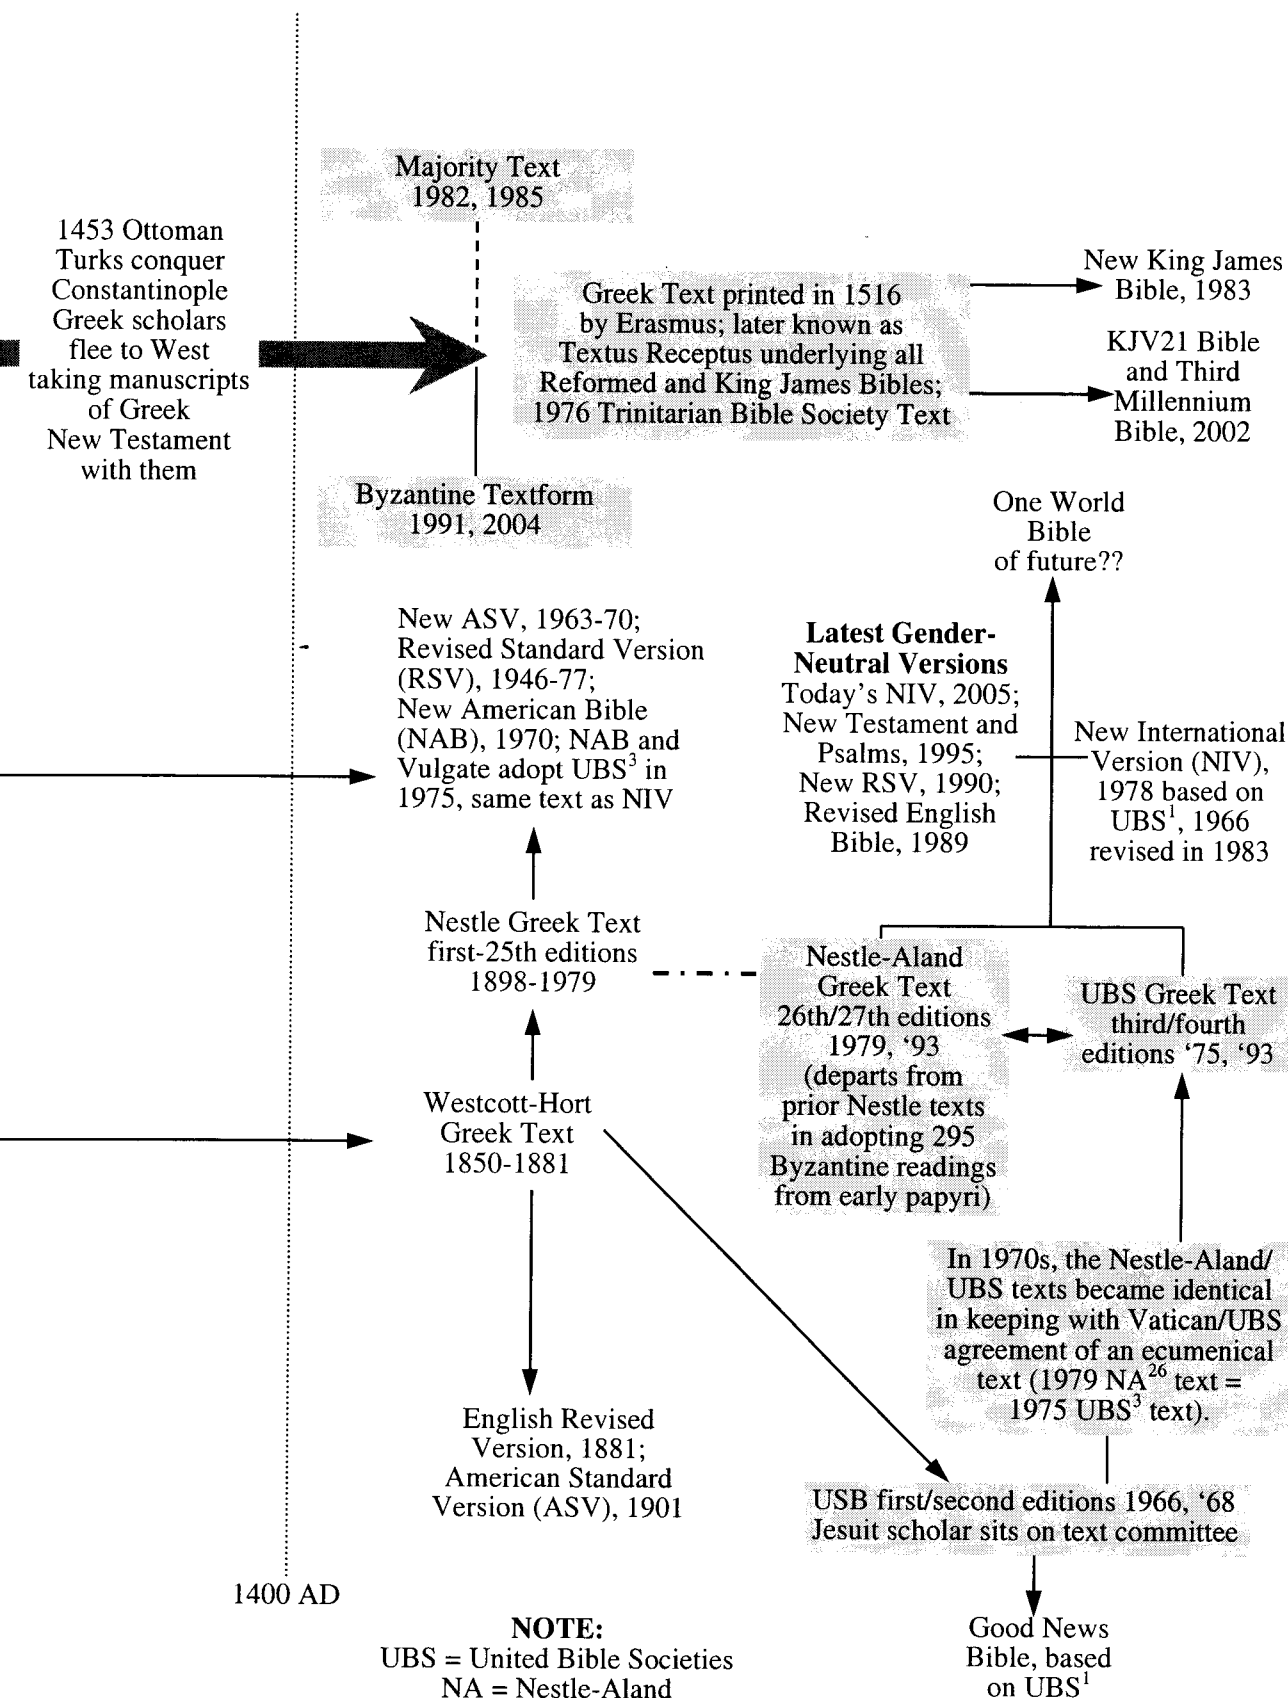 Majority Text
1982, 1985
1453 Ottoman
Turks conquer
Constantinople
Greek scholars
flee to West
taking manuscripts
of Greek
New Testament
with them
Greek Text printed in 1516
by Erasmus; later known as
Textus Receptus underlying all
Reformed and King James Bibles;
1976 Trinitarian Bible Society Text
New King James
Bible, 1983
KJV21 Bible
and Third
Millennium
Bible, 2002
Byzantine Textform
1991, 2004
One World
Bible
of future??
New ASV, 1963-70;
Revised Standard Version
(RSV), 1946-77;
New American Bible
(NAB), 1970; NAB and
Vulgate adopt UBS³ in
1975, same text as NIV
Latest Gender-
Neutral Versions
Today's NIV, 2005;
New Testament and
Psalms, 1995;
New RSV, 1990;
Revised English
Bible, 1989
New International
Version (NIV),
1978 based on
UBS¹, 1966
revised in 1983
Nestle Greek Text
first-25th editions
1898-1979
Nestle-Aland
Greek Text
26th/27th editions
1979, ‘93
(departs from
prior Nestle texts
in adopting 295
Byzantine readings
from early papyri)
UBS Greek Text
third/fourth
editions ‘75, ‘93
Westcott-Hort
Greek Text
1850-1881
In 1970s, the Nestle-Aland/
UBS texts became identical
in keeping with Vatican/UBS
agreement of an ecumenical
text (1979 NA²⁶ text =
1975 UBS³ text).
English Revised
Version, 1881;
American Standard
Version (ASV), 1901
USB first/second editions 1966, ‘68
Jesuit scholar sits on text committee
1400 AD
NOTE:
UBS = United Bible Societies
NA = Nestle-Aland
Good News
Bible, based
on UBS¹